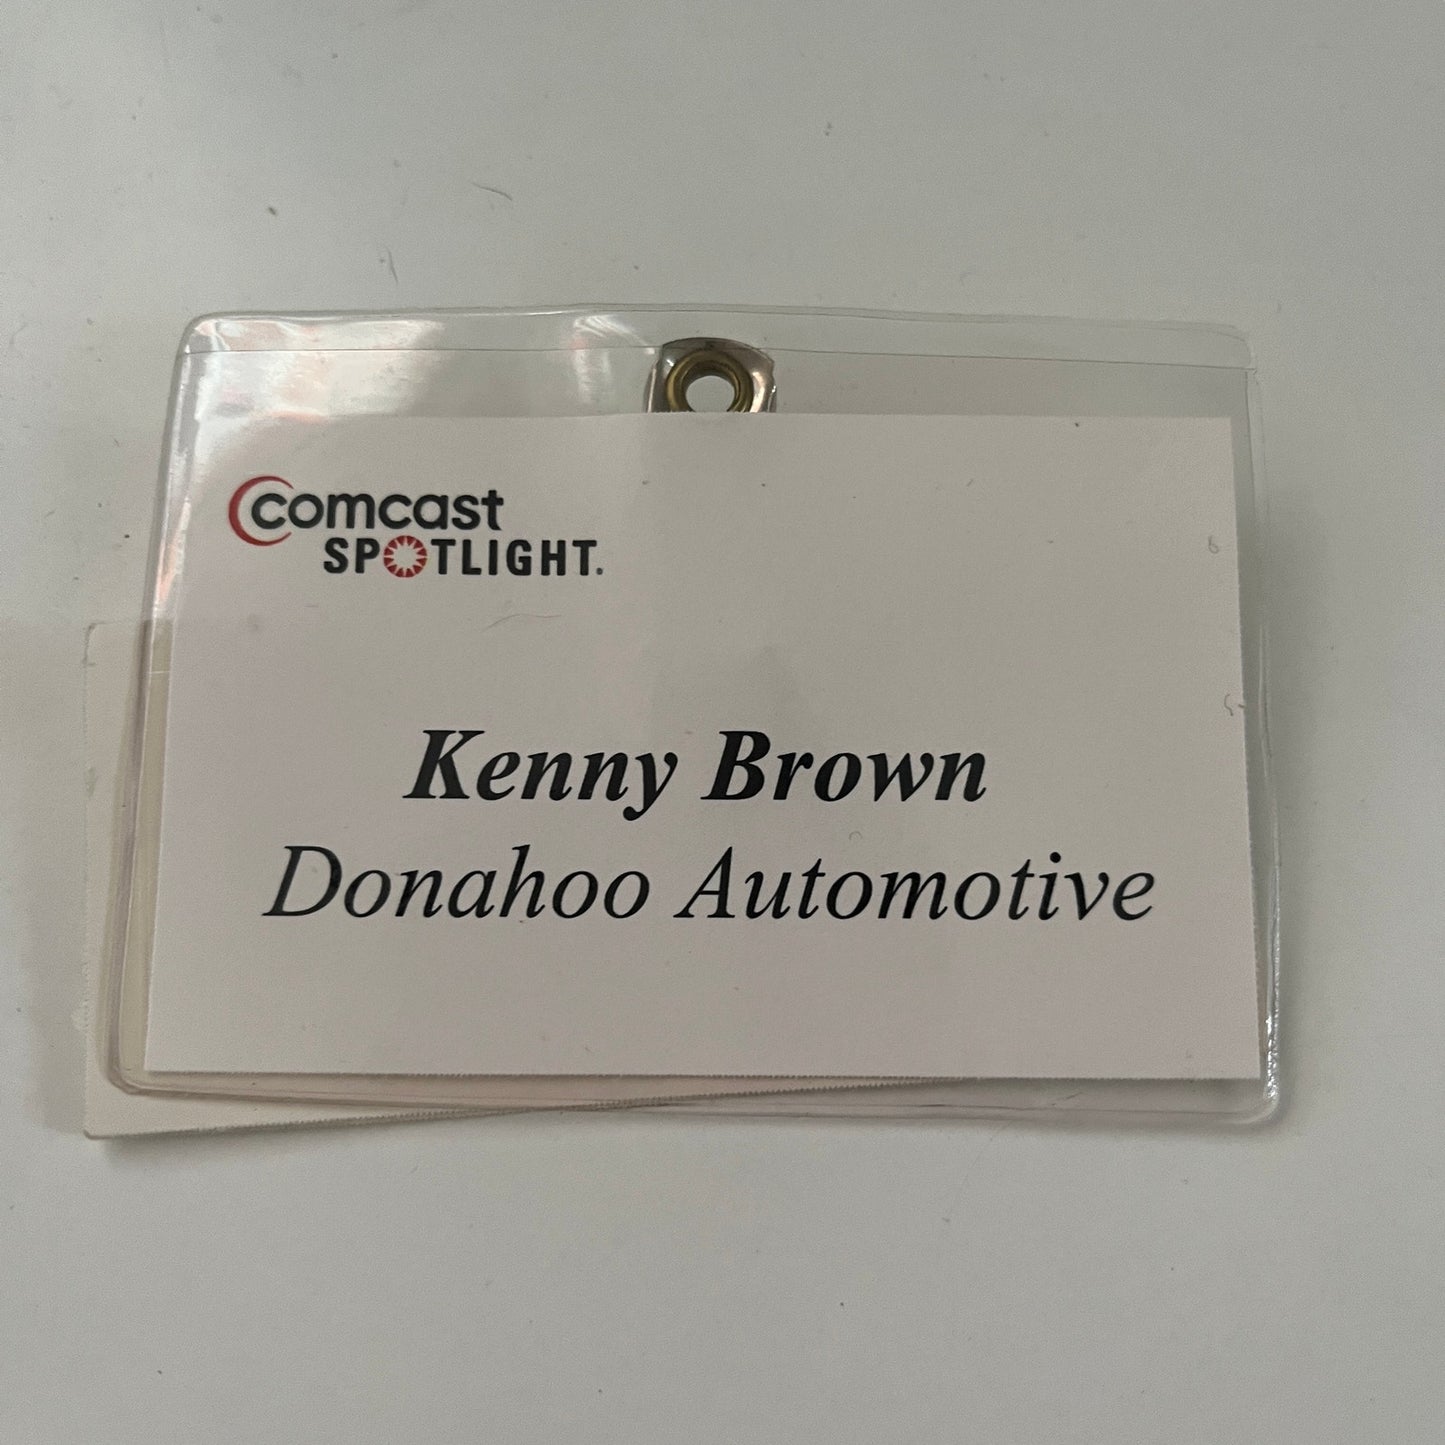 comcast
SPOTLIGHT.
Kenny Brown
Donahoo Automotive